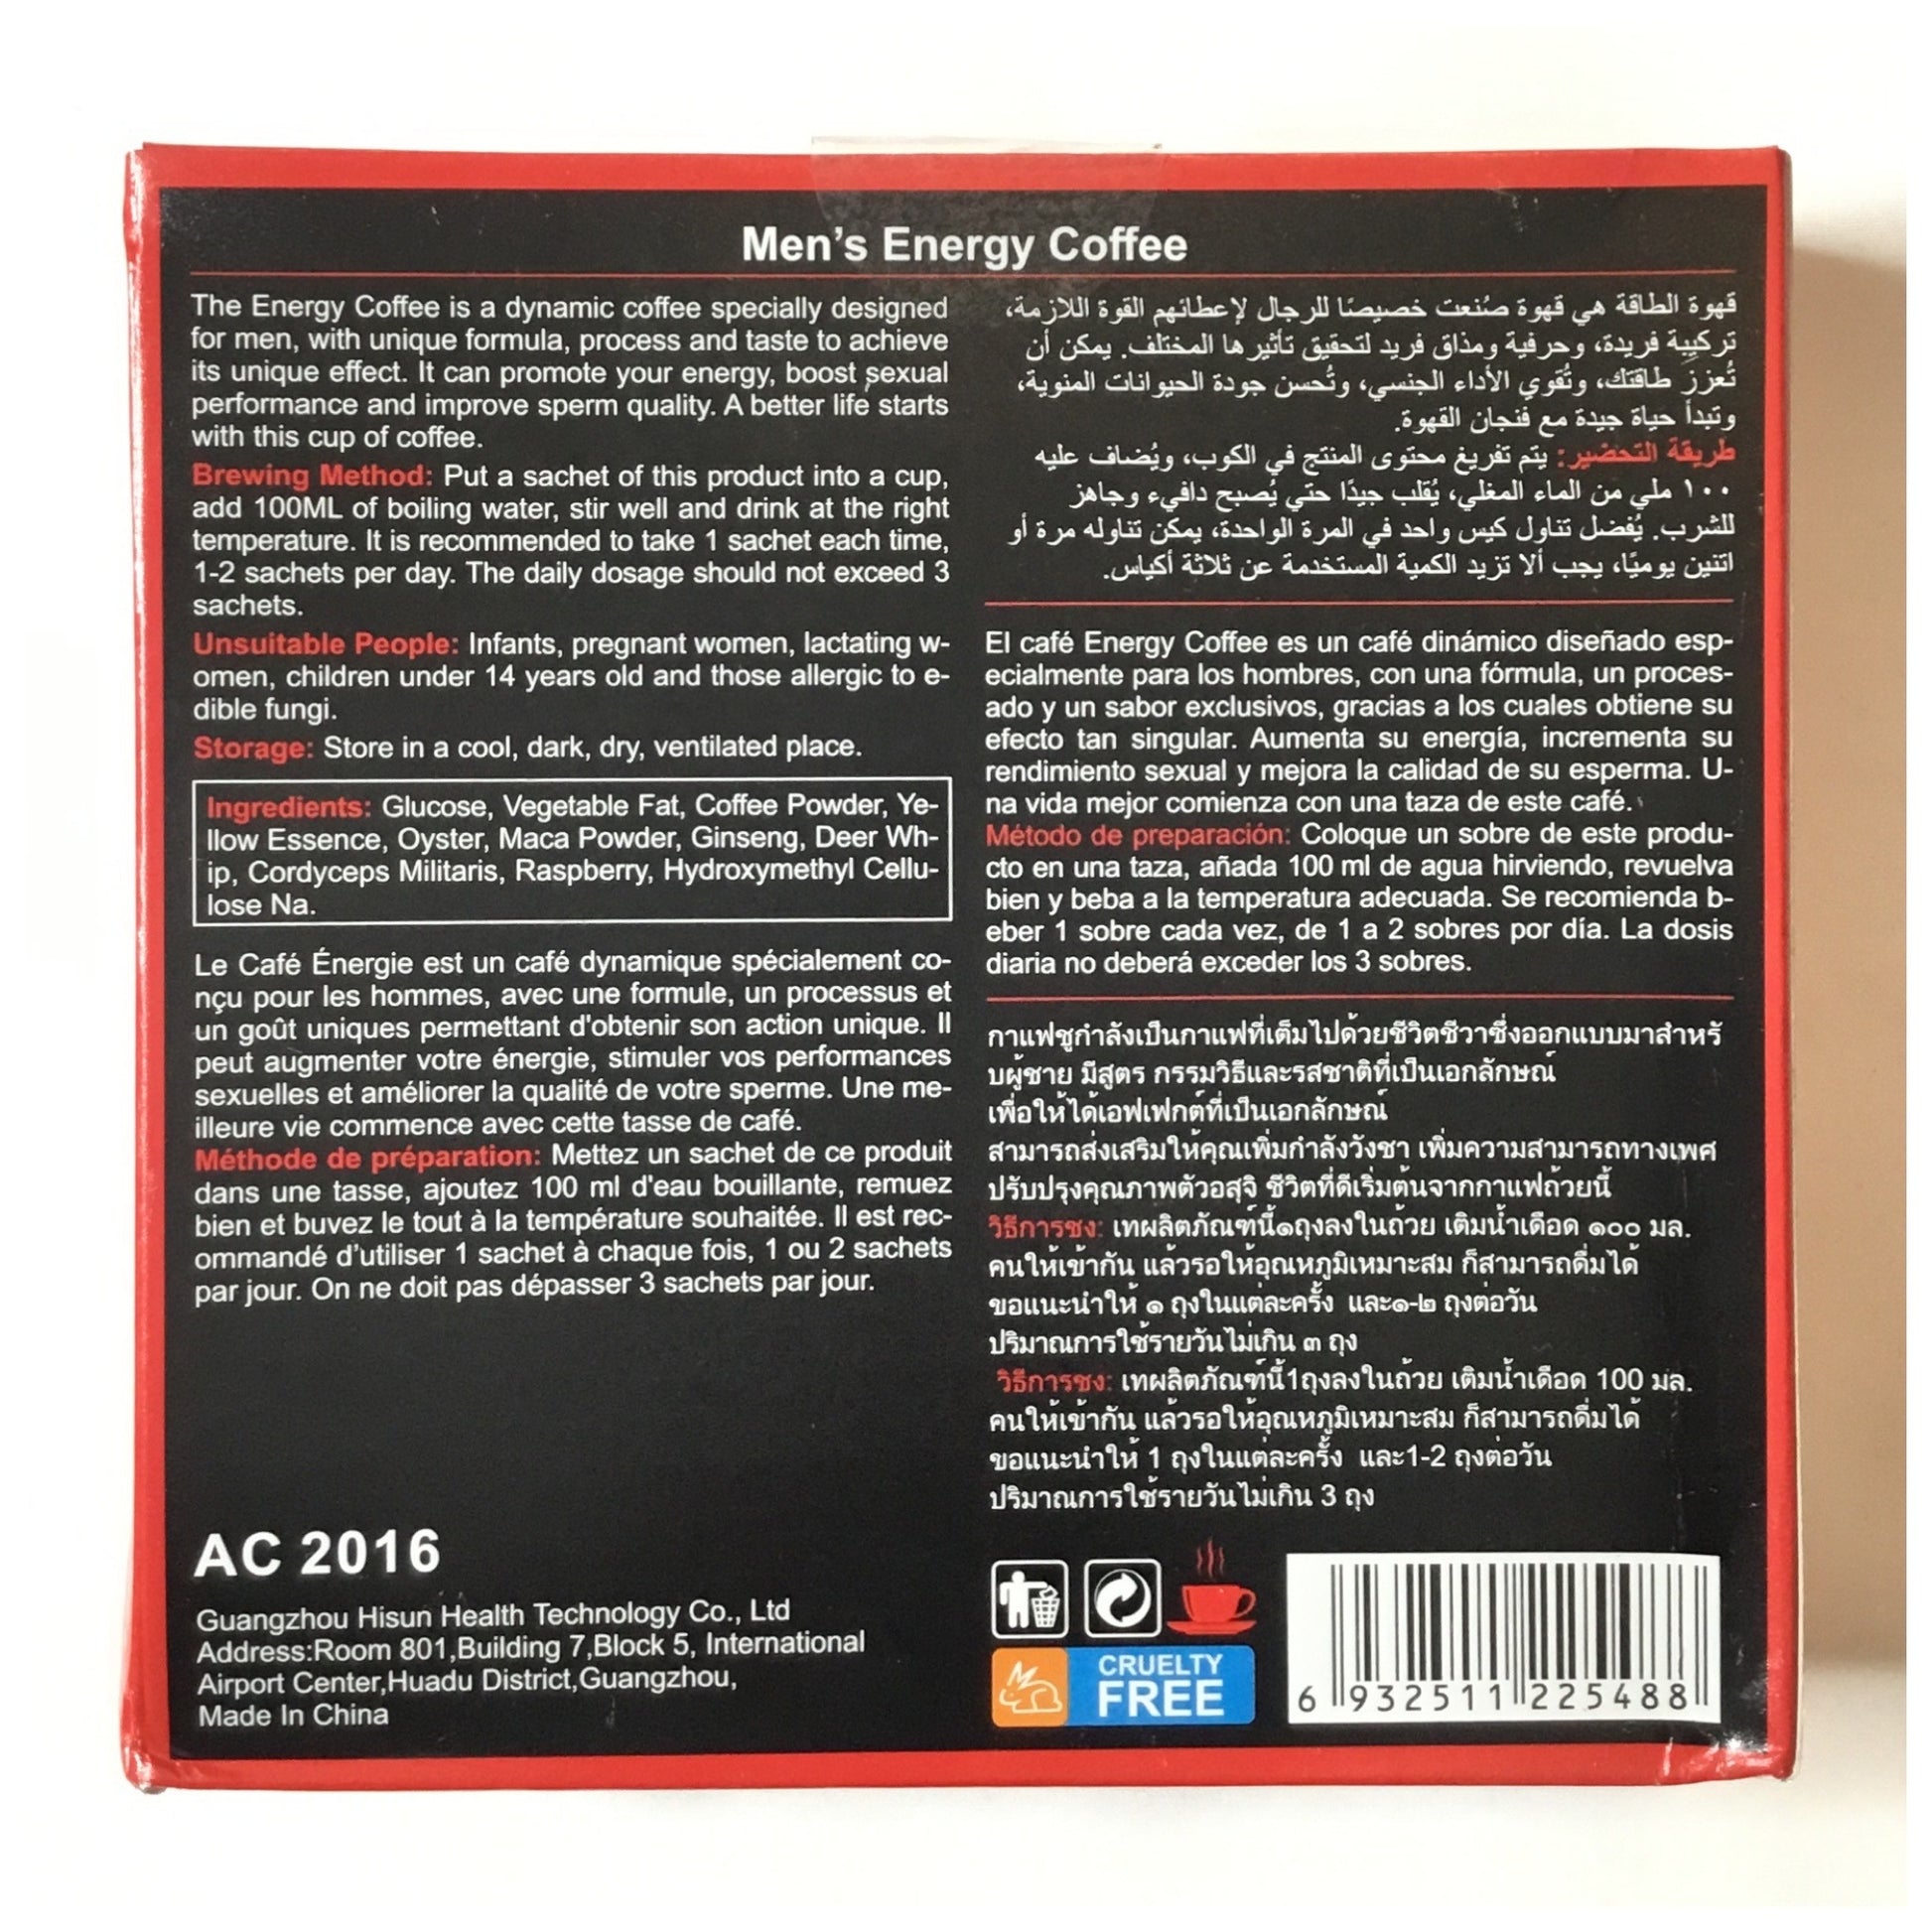 Men's Energy Coffee
The Energy Coffee is a dynamic coffee specially designed
for men, with unique formula, process and taste to achieve
its unique effect. It can promote your energy, boost sexual
performance and improve sperm quality. A better life starts
with this cup of coffee.
Brewing Method: Put a sachet of this product into a cup,
add 100ML of boiling water, stir well and drink at the right
temperature. It is recommended to take 1 sachet each time,
1-2 sachets per day. The daily dosage should not exceed 3
sachets.
Unsuitable People: Infants, pregnant women, lactating w-
omen, children under 14 years old and those allergic to e-
dible fungi.
Storage: Store in a cool, dark, dry, ventilated place.
Ingredients: Glucose, Vegetable Fat, Coffee Powder, Ye-
llow Essence, Oyster, Maca Powder, Ginseng, Deer Wh-
ip, Cordyceps Militaris, Raspberry, Hydroxymethyl Cellu-
lose Na.
Le Café Énergie est un café dynamique spécialement co-
nçu pour les hommes, avec une formule, un processus et
un goût uniques permettant d'obtenir son action unique. Il
peut augmenter votre énergie, stimuler vos performances
sexuelles et améliorer la qualité de votre sperme. Une me-
illeure vie commence avec cette tasse de café.
Méthode de préparation: Mettez un sachet de ce produit
dans une tasse, ajoutez 100 ml d'eau bouillante, remuez
bien et buvez le tout à la température souhaitée. Il est rec-
ommandé d'utiliser 1 sachet à chaque fois, 1 ou 2 sachets
par jour. On ne doit pas dépasser 3 sachets par jour.
AC 2016
Guangzhou Hisun Health Technology Co., Ltd
Address:Room 801,Building 7,Block 5, International
Airport Center,Huadu District,Guangzhou,
Made In China
قهوة الطاقة هي قهوة صُنعت خصيصًا للرجال لإعطائهم القوة اللازمة،
تركيبِة فريدة، وحرفية ومذاق فريد لتحقيق تأثيرها المختلف. يمكن أن
تُعزز طاقتك، وتُقوي الأداء الجنسي، وتُحسن جودة الحيوانات المنوية،
وتبدأ حياة جيدة مع فنجان القهوة.
طريقة التحضير: يتم تفريغ محتوى المنتج في الكوب، ويُضاف عليه
١٠٠ ملي من الماء المغلي، يُقلب جيدًا حتي يُصبح دافيء وجاهز
للشرب. يُفضل تناول كيس واحد في المرة الواحدة، يمكن تناوله مرة أو
اتنين يوميًا، يجب ألا تزيد الكمية المستخدمة عن ثلاثة أكياس.
El café Energy Coffee es un café dinámico diseñado esp-
ecialmente para los hombres, con una fórmula, un proces-
ado y un sabor exclusivos, gracias a los cuales obtiene su
efecto tan singular. Aumenta su energía, incrementa su
rendimiento sexual y mejora la calidad de su esperma. U-
na vida mejor comienza con una taza de este café.
Método de preparación: Coloque un sobre de este produ-
cto en una taza, añada 100 ml de agua hirviendo, revuelva
bien y beba a la temperatura adecuada. Se recomienda b-
eber 1 sobre cada vez, de 1 a 2 sobres por día. La dosis
diaria no deberá exceder los 3 sobres.
กาแฟชูกำลังเป็นกาแฟที่เต็มไปด้วยชีวิตชีวาซึ่งออกแบบมาสำหรั
บผู้ชาย มีสูตร กรรมวิธีและรสชาติที่เป็นเอกลักษณ์
เพื่อให้ได้เอฟเฟกต์ที่เป็นเอกลักษณ์
สามารถส่งเสริมให้คุณเพิ่มกำลังวังชา เพิ่มความสามารถทางเพศ
ปรับปรุงคุณภาพตัวอสุจิ ชีวิตที่ดีเริ่มต้นจากกาแฟถ้วยนี้
วิธีการชง: เทผลิตภัณฑ์นี้๑ถุงลงในถ้วย เติมน้ำเดือด ๑๐๐ มล.
คนให้เข้ากัน แล้วรอให้อุณหภูมิเหมาะสม ก็สามารถดื่มได้
ขอแนะนำให้ ๑ ถุงในแต่ละครั้ง และ๑-๒ ถุงต่อวัน
ปริมาณการใช้รายวันไม่เกิน ๓ ถุง
วิธีการชง: เทผลิตภัณฑ์นี้1ถุงลงในถ้วย เติมน้ำเดือด 100 มล.
คนให้เข้ากัน แล้วรอให้อุณหภูมิเหมาะสม ก็สามารถดื่มได้
ขอแนะนำให้ 1 ถุงในแต่ละครั้ง และ1-2 ถุงต่อวัน
ปริมาณการใช้รายวันไม่เกิน 3 ถุง
CRUELTY
FREE
6 932511 225488